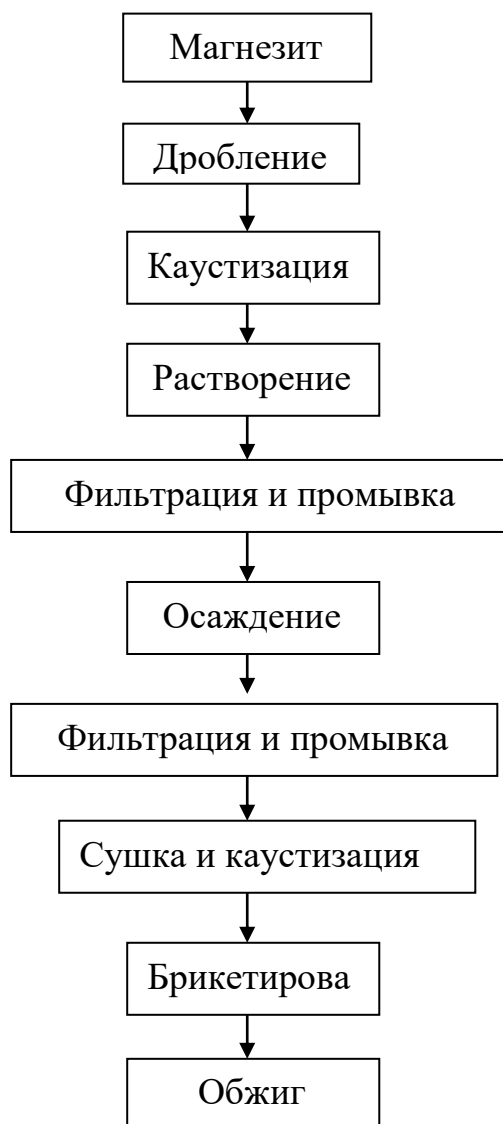 Магнезит
Дробление
Каустизация
Растворение
Фильтрация и промывка
Осаждение
Фильтрация и промывка
Сушка и каустизация
Брикетирова
Обжиг